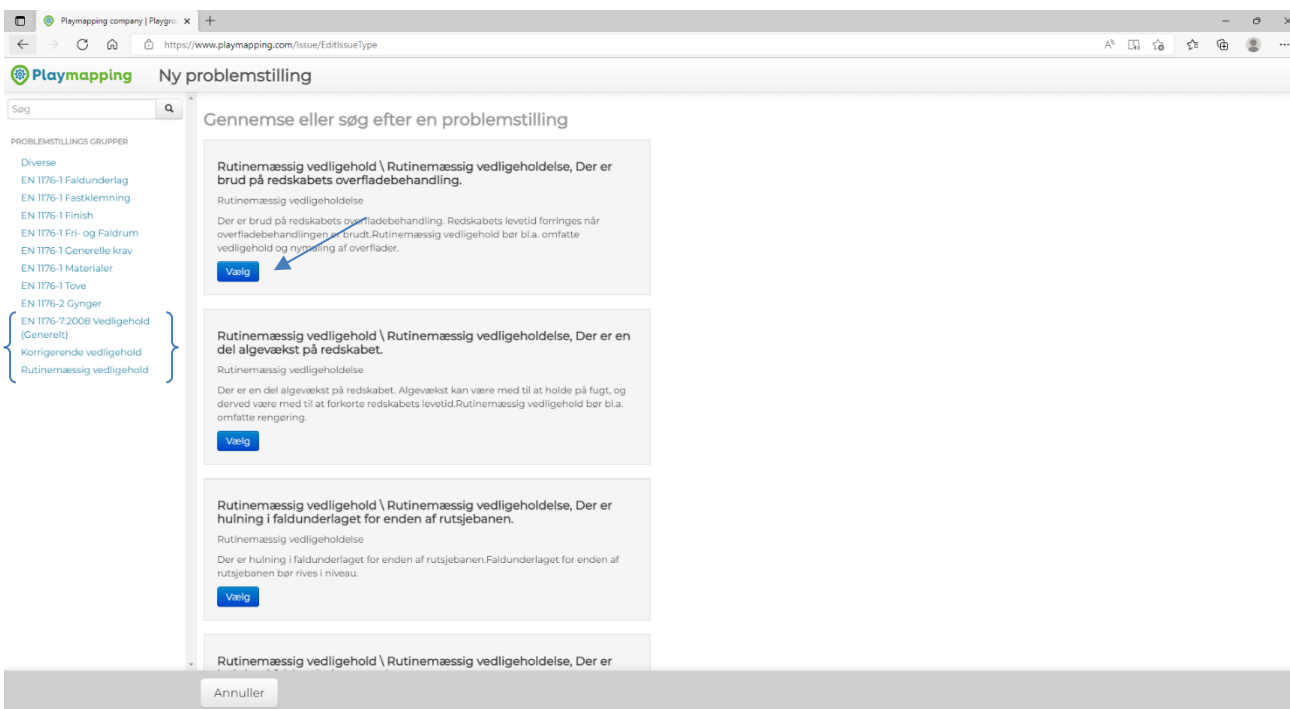 Playmapping company | Playgro
https://www.playmapping.com/Issue/EditIssueType
Playmapping
Ny problemstilling
Søg
PROBLEMSTILLINGS GRUPPER
Diverse
EN 1176-1 Faldunderlag
EN 1176-1 Fastklemning
EN 1176-1 Finish
EN 1176-1 Fri- og Faldrum
EN 1176-1 Generelle krav
EN 1176-1 Materialer
EN 1176-1 Tove
EN 1176-2 Gynger
EN 1176-7:2008 Vedligehold
(Generelt)
Korrigerende vedligehold
Rutinemæssig vedligehold
Gennemse eller søg efter en problemstilling
Rutinemæssig vedligehold \ Rutinemæssig vedligeholdelse, Der er
brud på redskabets overfladebehandling.
Rutinemæssig vedligeholdelse
Der er brud på redskabets overfladebehandling. Redskabets levetid forringes når
overfladebehandlingen er brudt.Rutinemæssig vedligehold bør bl.a. omfatte
vedligehold og nymaling af overflader.
Vælg
Rutinemæssig vedligehold \ Rutinemæssig vedligeholdelse, Der er en
del algevækst på redskabet.
Rutinemæssig vedligeholdelse
Der er en del algevækst på redskabet. Algevækst kan være med til at holde på fugt, og
derved være med til at forkorte redskabets levetid.Rutinemæssig vedligehold bør bl.a.
omfatte rengøring.
Vælg
Rutinemæssig vedligehold \ Rutinemæssig vedligeholdelse, Der er
hulning i faldunderlaget for enden af rutsjebanen.
Rutinemæssig vedligeholdelse
Der er hulning i faldunderlaget for enden af rutsjebanen.Faldunderlaget for enden af
rutsjebanen bør rives i niveau.
Vælg
Rutinemæssig vedligehold \ Rutinemæssig vedligeholdelse, Der er
Annuller